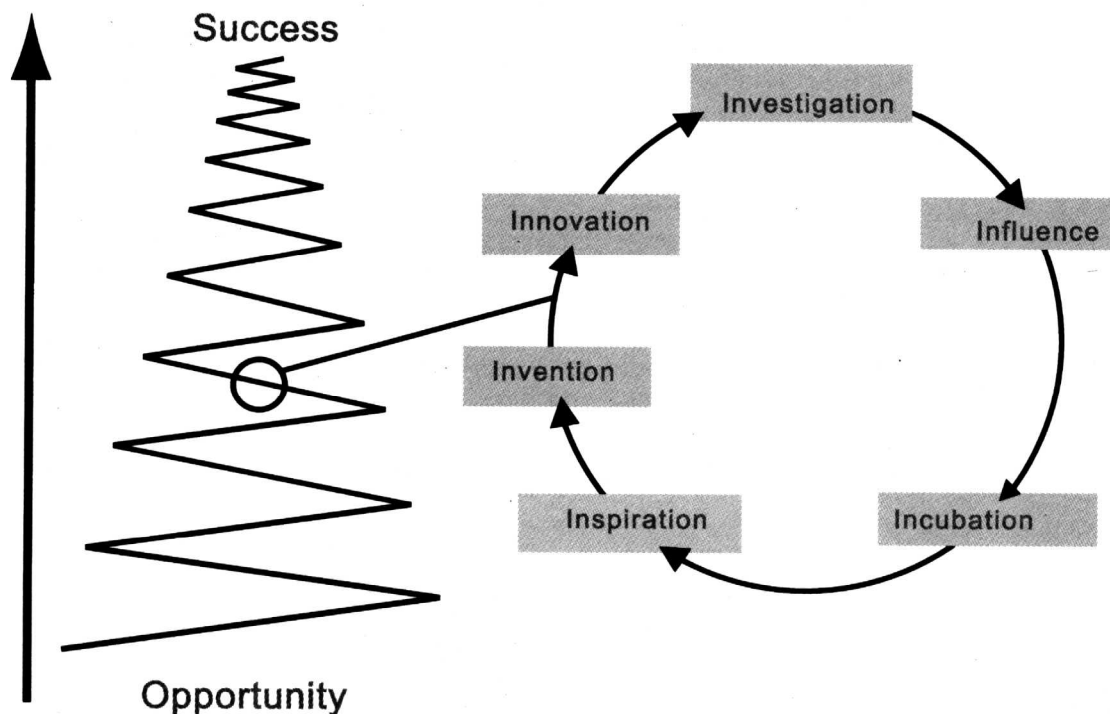 Success
Investigation
Innovation
Influence
Invention
Inspiration
Incubation
Opportunity